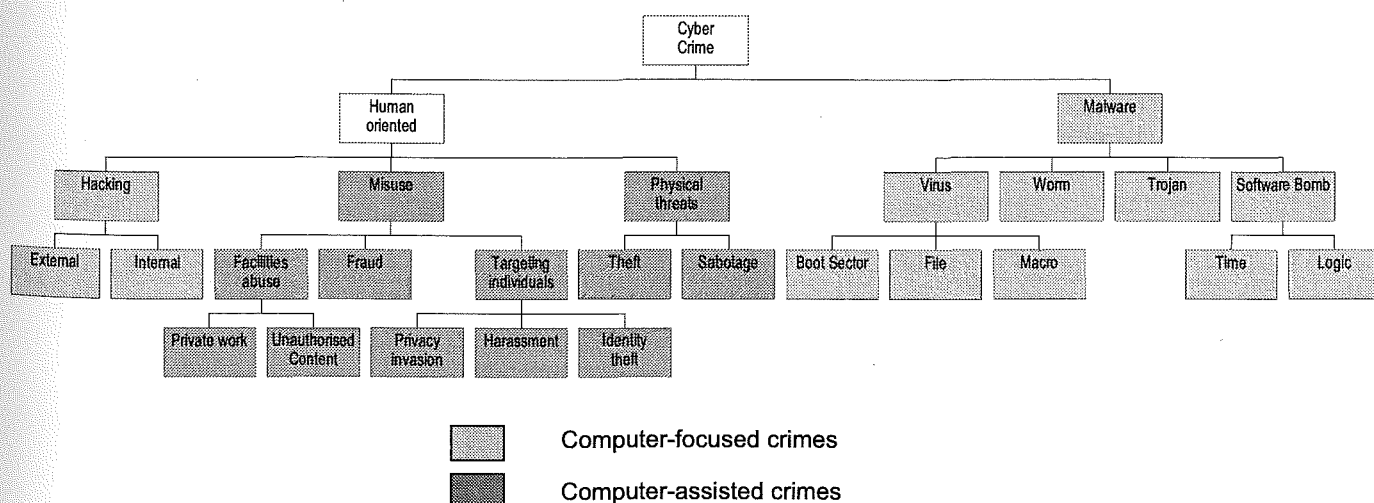 Cyber
Crime
Human
oriented
Malware
Hacking
Misuse
Physical
threats
Virus
Worm
Trojan
Software Bomb
External
Internal
Facilities
abuse
Fraud
Targeting
individuals
Theft
Sabotage
Boot Sector
File
Macro
Time
Logic
Private work
Unauthorised
Content
Privacy
invasion
Harassment
Identity
theft
Computer-focused crimes
Computer-assisted crimes